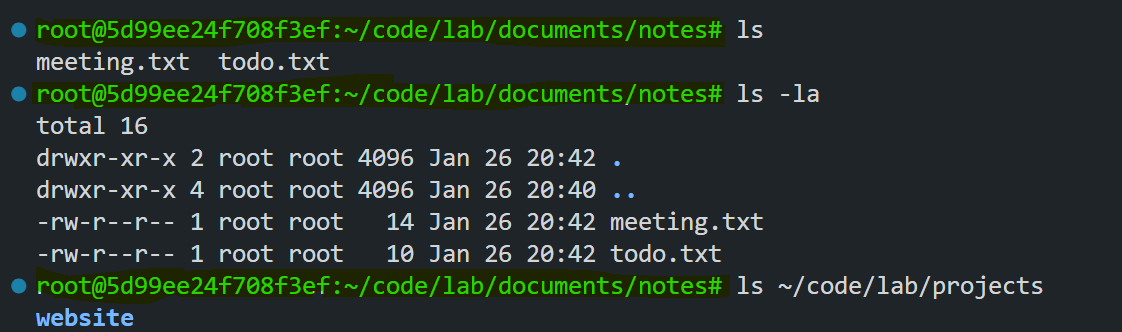 root@5d99ee24f708f3ef:~/code/lab/documents/notes# ls
meeting.txt  todo.txt
root@5d99ee24f708f3ef:~/code/lab/documents/notes# ls -la
total 16
drwxr-xr-x 2 root root 4096 Jan 26 20:42 .
drwxr-xr-x 4 root root 4096 Jan 26 20:40 ..
-rw-r--r-- 1 root root   14 Jan 26 20:42 meeting.txt
-rw-r--r-- 1 root root   10 Jan 26 20:42 todo.txt
root@5d99ee24f708f3ef:~/code/lab/documents/notes# ls ~/code/lab/projects
website